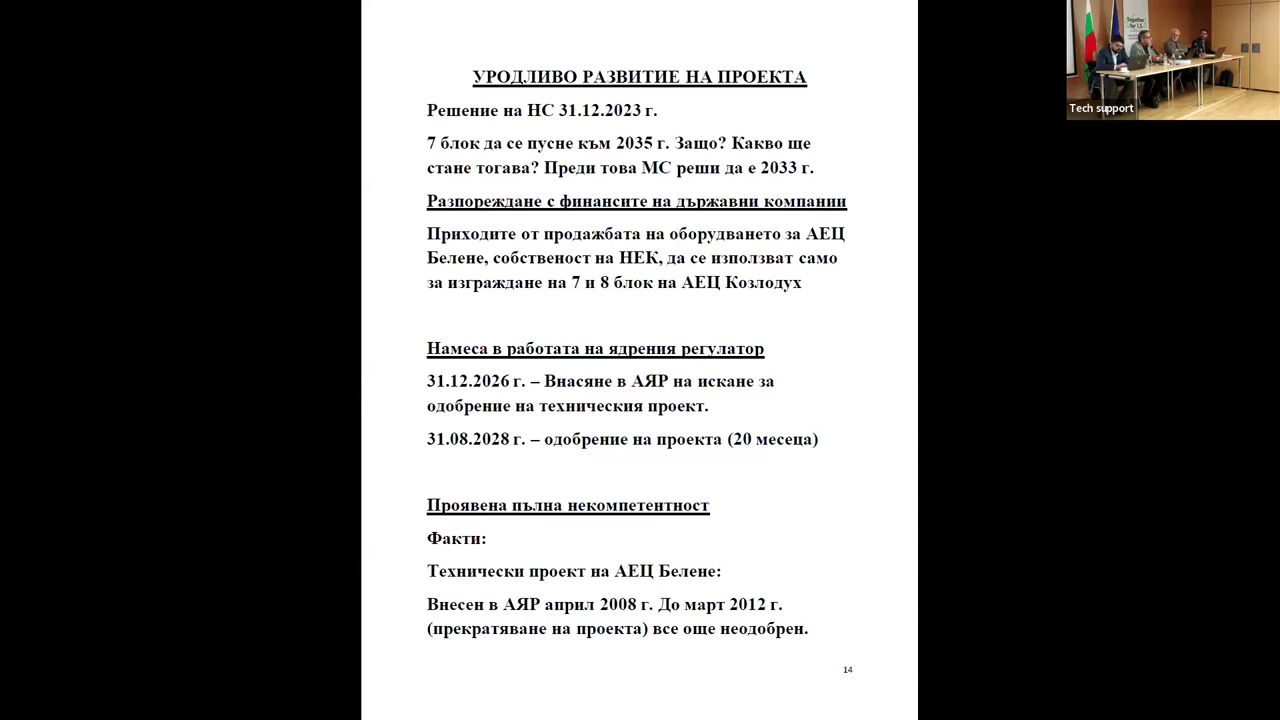 УРОДЛИВО РАЗВИТИЕ НА ПРОЕКТА
Решение на НС 31.12.2023 г.
7 блок да се пусне към 2035 г. Защо? Какво ще
стане тогава? Преди това МС реши да е 2033 г.
Разпореждане с финансите на държавни компании
Приходите от продажбата на оборудването за АЕЦ
Белене, собственост на НЕК, да се използват само
за изграждане на 7 и 8 блок на АЕЦ Козлодух
Намеса в работата на ядрения регулатор
31.12.2026 г. – Внасяне в АЯР на искане за
одобрение на техническия проект.
31.08.2028 г. – одобрение на проекта (20 месеца)
Проявена пълна некомпетентност
Факти:
Технически проект на АЕЦ Белене:
Внесен в АЯР април 2008 г. До март 2012 г.
(прекратяване на проекта) все още неодобрен.
14
Together
for 1.5
Tech support